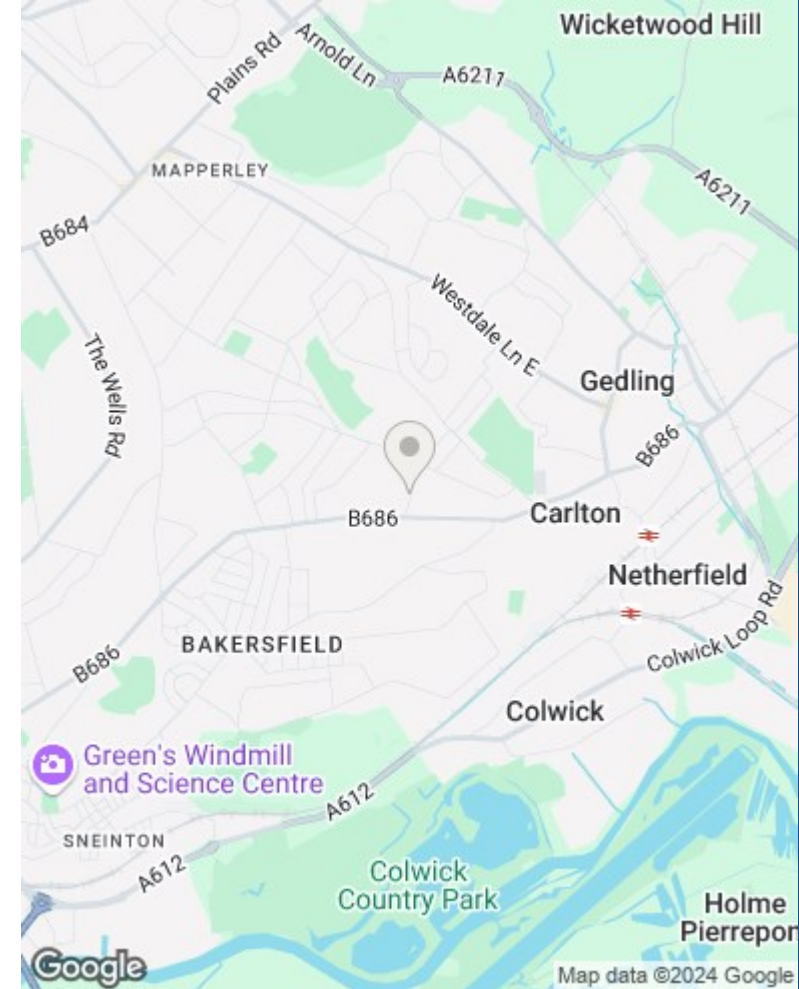 Wicketwood Hill
Arnold Ln
Plains Rd
A6211
MAPPERLEY
A6211
B684
Westdale Ln E
The Wells Rd
Gedling
B686
Carlton
B686
Netherfield
BAKERSFIELD
B686
Colwick Loop Rd
Colwick
Green's Windmill
and Science Centre
A612
SNEINTON
A612
Colwick
Country Park
Holme
Pierrepon
Google
Map data ©2024 Google